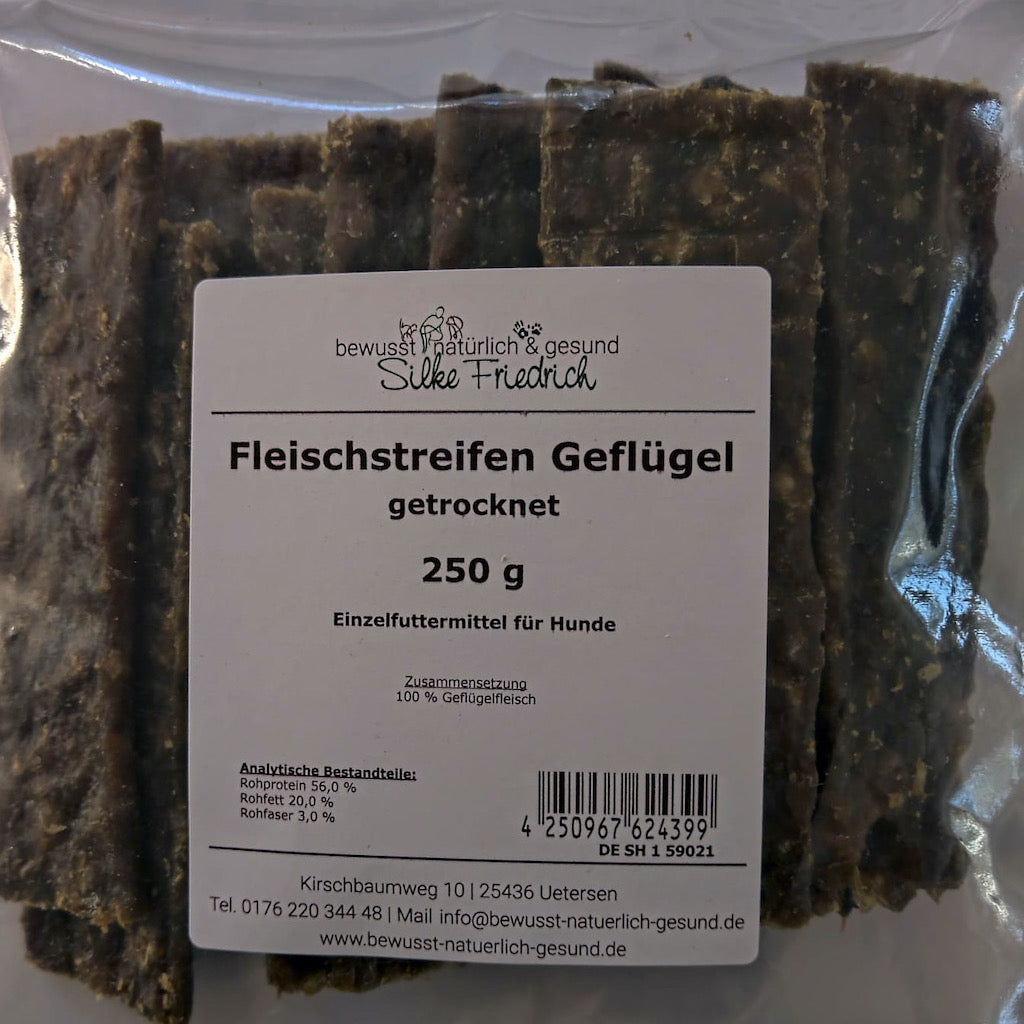 bewusst natürlich & gesund
Silke Friedrich
Fleischstreifen Geflügel
getrocknet
250 g
Einzelfuttermittel für Hunde
Zusammensetzung
100 % Geflügelfleisch
Analytische Bestandteile:
Rohprotein 56,0 %
Rohfett 20,0 %
Rohfaser 3,0 %
4 250967 624399
DE SH 1 59021
Kirschbaumweg 10 | 25436 Uetersen
Tel. 0176 220 344 48 | Mail info@bewusst-natuerlich-gesund.de
www.bewusst-natuerlich-gesund.de